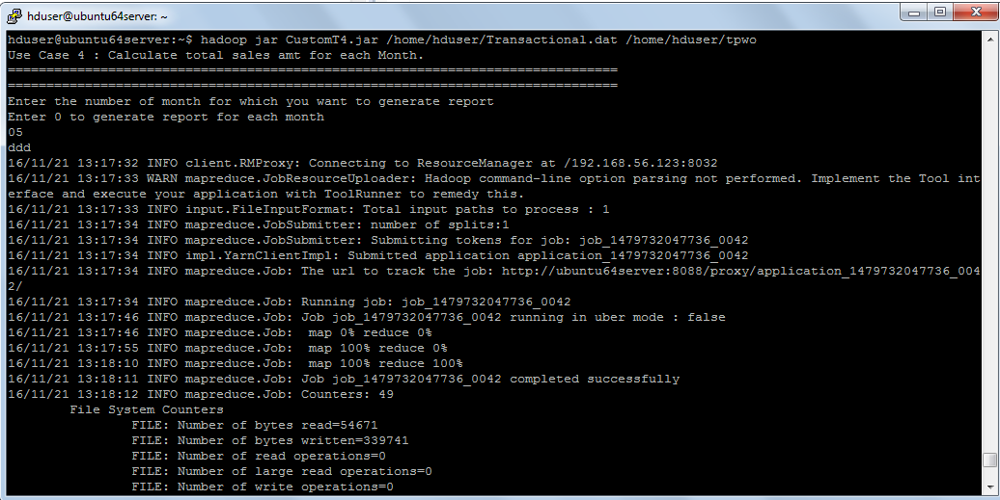 hduser@ubuntu64server: ~
hduser@ubuntu64server:~$ hadoop jar CustomT4.jar /home/hduser/Transactional.dat /home/hduser/tpwo
Use Case 4 : Calculate total sales amt for each Month.
===============================================================================
===============================================================================
Enter the number of month for which you want to generate report
Enter 0 to generate report for each month
05
ddd
16/11/21 13:17:32 INFO client.RMProxy: Connecting to ResourceManager at /192.168.56.123:8032
16/11/21 13:17:33 WARN mapreduce.JobResourceUploader: Hadoop command-line option parsing not performed. Implement the Tool int
erface and execute your application with ToolRunner to remedy this.
16/11/21 13:17:33 INFO input.FileInputFormat: Total input paths to process : 1
16/11/21 13:17:34 INFO mapreduce.JobSubmitter: number of splits:1
16/11/21 13:17:34 INFO mapreduce.JobSubmitter: Submitting tokens for job: job_1479732047736_0042
16/11/21 13:17:34 INFO impl.YarnClientImpl: Submitted application application_1479732047736_0042
16/11/21 13:17:34 INFO mapreduce.Job: The url to track the job: http://ubuntu64server:8088/proxy/application_1479732047736_004
2/
16/11/21 13:17:34 INFO mapreduce.Job: Running job: job_1479732047736_0042
16/11/21 13:17:46 INFO mapreduce.Job: Job job_1479732047736_0042 running in uber mode : false
16/11/21 13:17:46 INFO mapreduce.Job:  map 0% reduce 0%
16/11/21 13:17:55 INFO mapreduce.Job:  map 100% reduce 0%
16/11/21 13:18:10 INFO mapreduce.Job:  map 100% reduce 100%
16/11/21 13:18:11 INFO mapreduce.Job: Job job_1479732047736_0042 completed successfully
16/11/21 13:18:12 INFO mapreduce.Job: Counters: 49
        File System Counters
                FILE: Number of bytes read=54671
                FILE: Number of bytes written=339741
                FILE: Number of read operations=0
                FILE: Number of large read operations=0
                FILE: Number of write operations=0